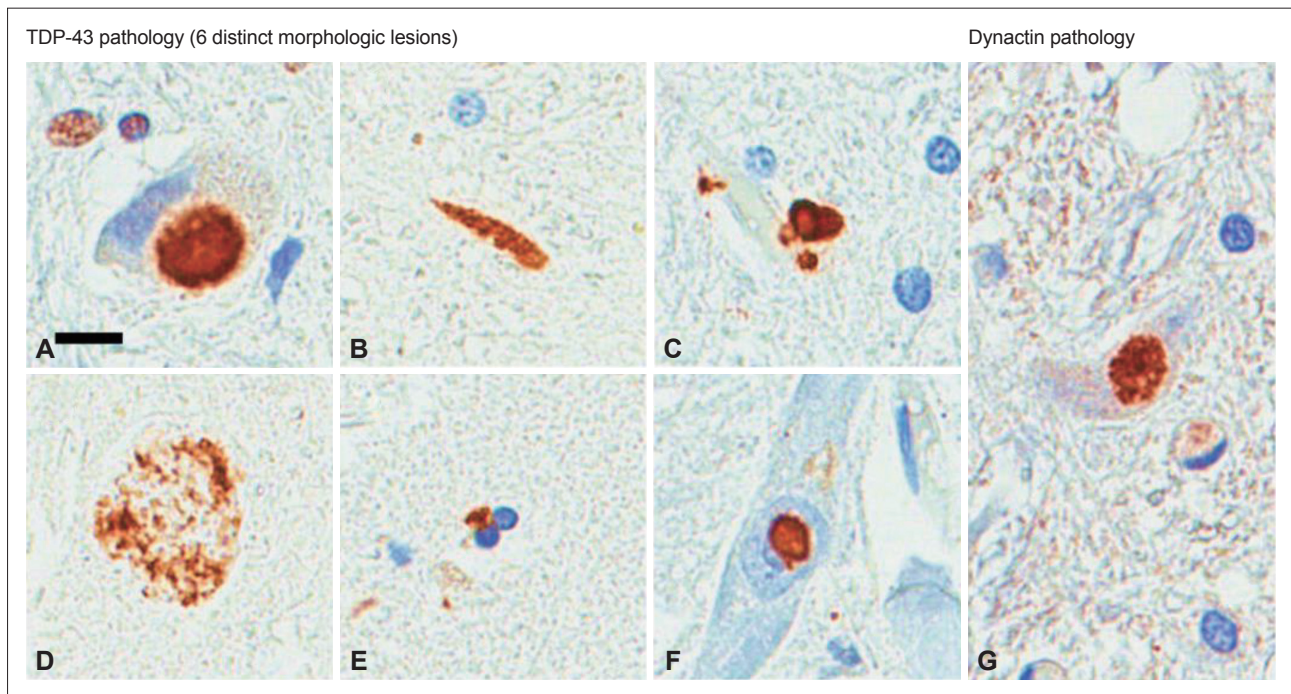 TDP-43 pathology (6 distinct morphologic lesions)
Dynactin pathology
A
B
C
D
E
F
G